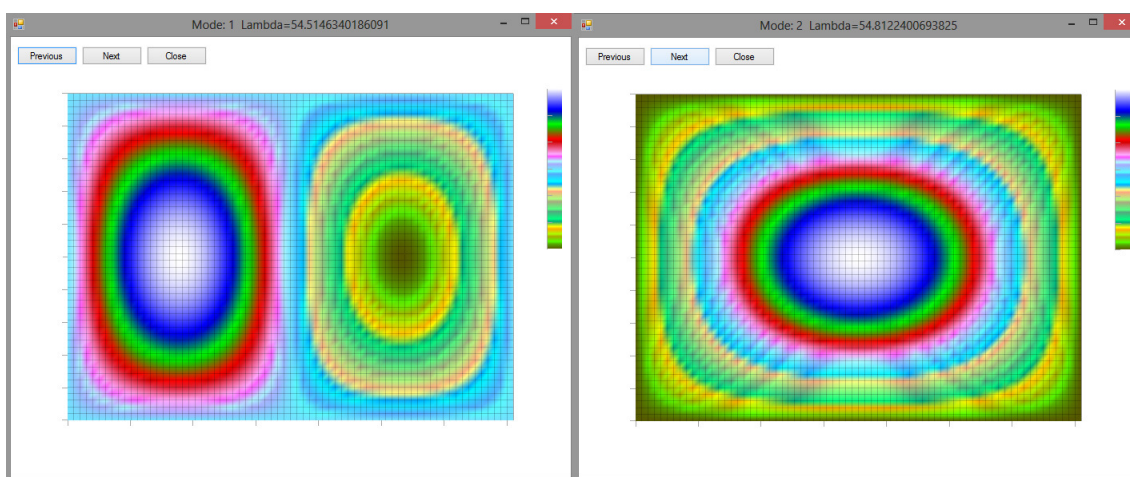 Mode: 1 Lambda=54.5146340186091
Previous Next Close
Mode: 2 Lambda=54.8122400693825
Previous Next Close